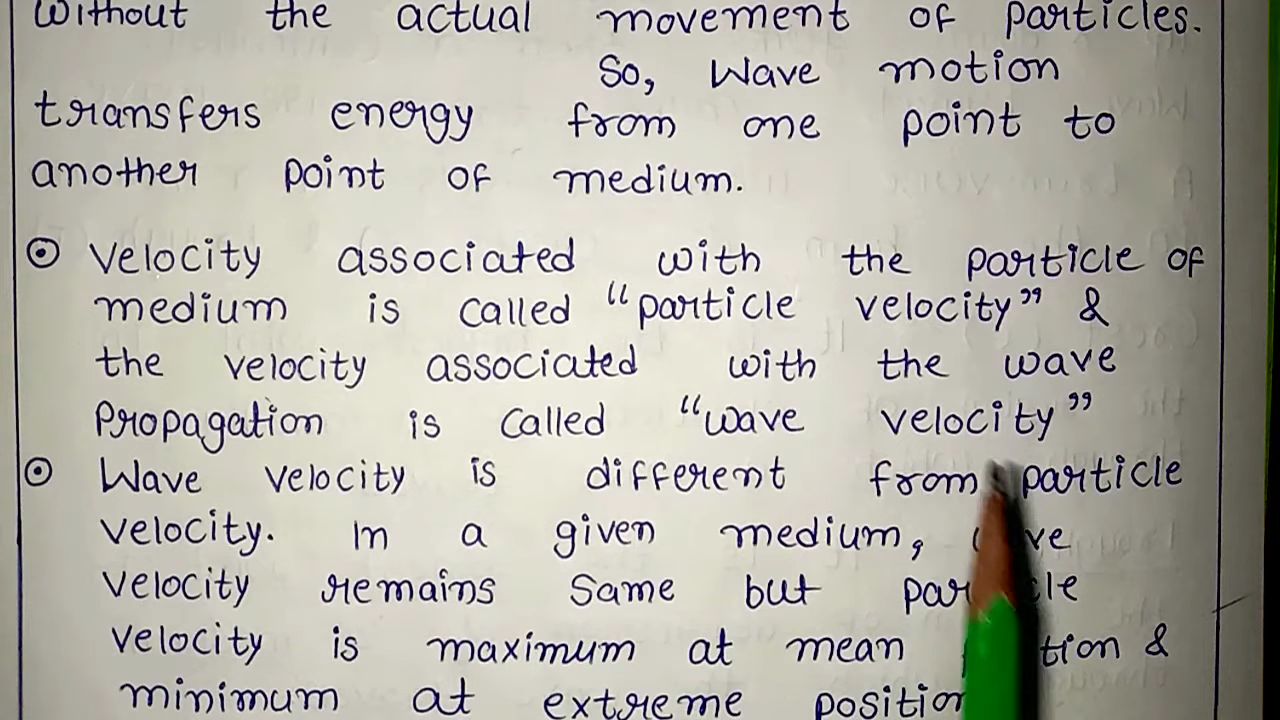 without the actual movement of particles.
So, Wave motion
transfers energy from one point to
another point of medium.
⊙ Velocity associated with the particle of
medium is called "particle velocity" &
the velocity associated with the wave
Propagation is called "wave velocity"
⊙ Wave velocity is different from particle
velocity. In a given medium,
velocity remains same but
velocity is maximum at mean &
minimum at extreme position